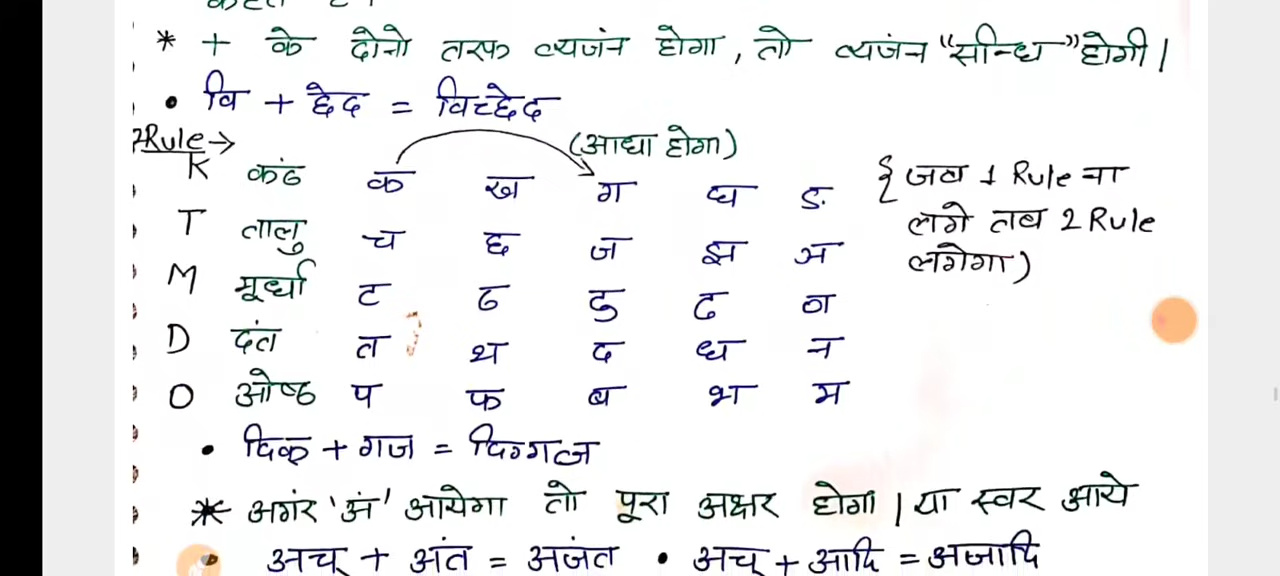 * + के दोनो तरफ व्यजंन होगा, तो व्यजंन "सन्धि" होगी।
• वि + छेद = विच्छेद
2Rule→ (आधा होगा)
K कंठ क ख ग घ ङ
T तालु च छ ज झ ञ
M मूर्धा ट ठ ड ढ ण
D दंत त थ द ध न
O ओष्ठ प फ ब भ म
{ जब 1 Rule ना
लगे तब 2 Rule
लगेगा)
• दिक् + गज = दिग्गज
* अगंर 'अं' आयेगा तो पूरा अक्षर होगा। या स्वर आये
अच् + अंत = अजंत • अच् + आदि = अजादि